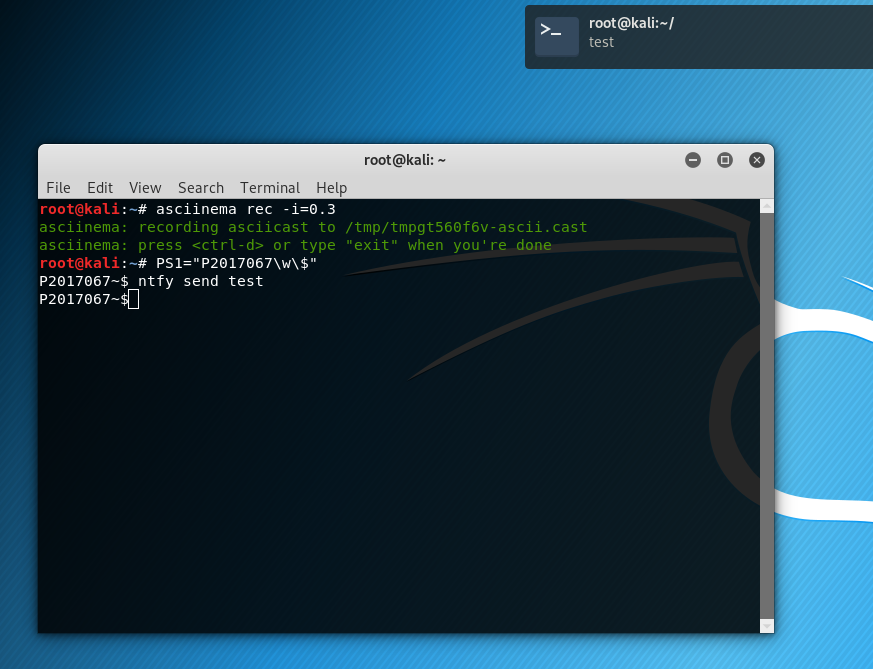 root@kali:~/
test
root@kali: ~
File Edit View Search Terminal Help
root@kali:~# asciinema rec -i=0.3
asciinema: recording asciicast to /tmp/tmpgt560f6v-ascii.cast
asciinema: press <ctrl-d> or type "exit" when you're done
root@kali:~# PS1="P2017067\w\$"
P2017067~$ ntfy send test
P2017067~$